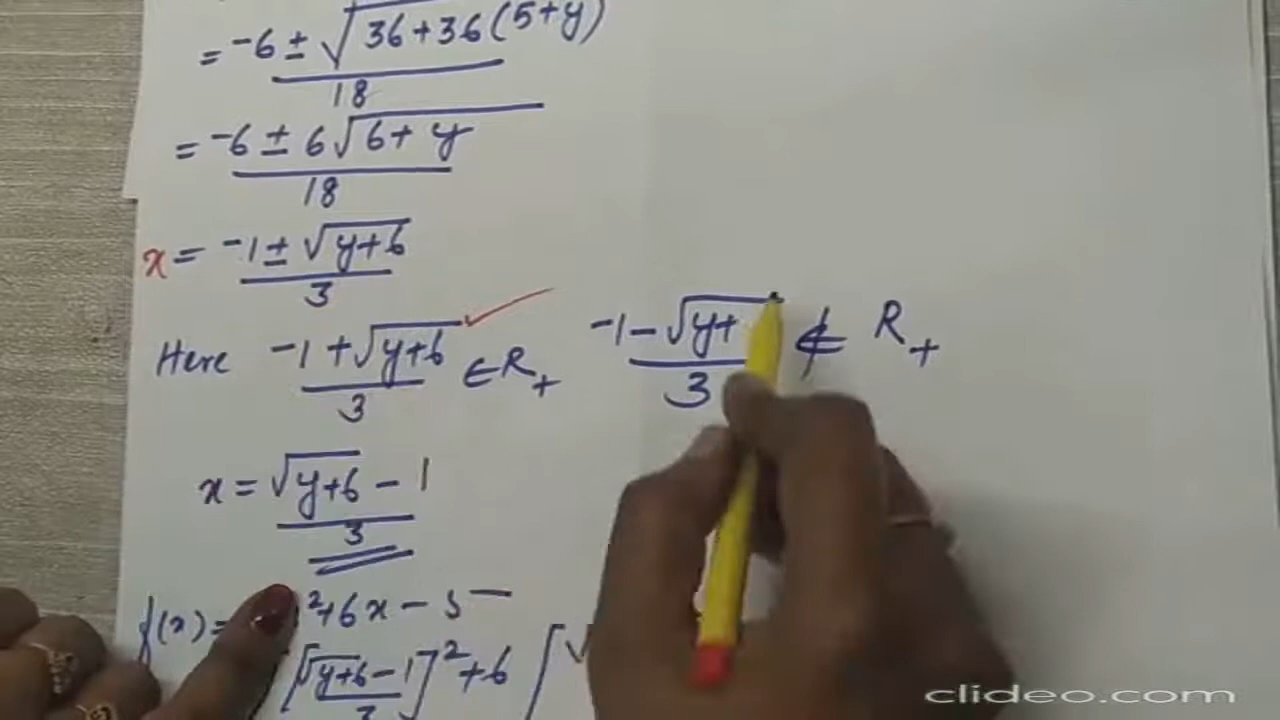 = -6 ± √36+36(5+y) / 18
= -6 ± 6√6+y / 18
x = -1 ± √y+6 / 3
Here -1+√y+6 / 3 ∈ R₊ -1-√y+ / 3 ∉ R₊
x = √y+6 - 1 / 3
f(x)= ²+6x-5
[√y+6-1 / 3]²+6 [√
clideo.com